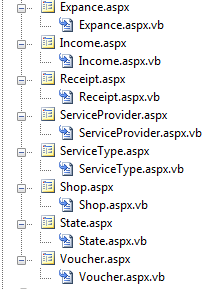 Expance.aspx
Expance.aspx.vb
Income.aspx
Income.aspx.vb
Receipt.aspx
Receipt.aspx.vb
ServiceProvider.aspx
ServiceProvider.aspx.vb
ServiceType.aspx
ServiceType.aspx.vb
Shop.aspx
Shop.aspx.vb
State.aspx
State.aspx.vb
Voucher.aspx
Voucher.aspx.vb